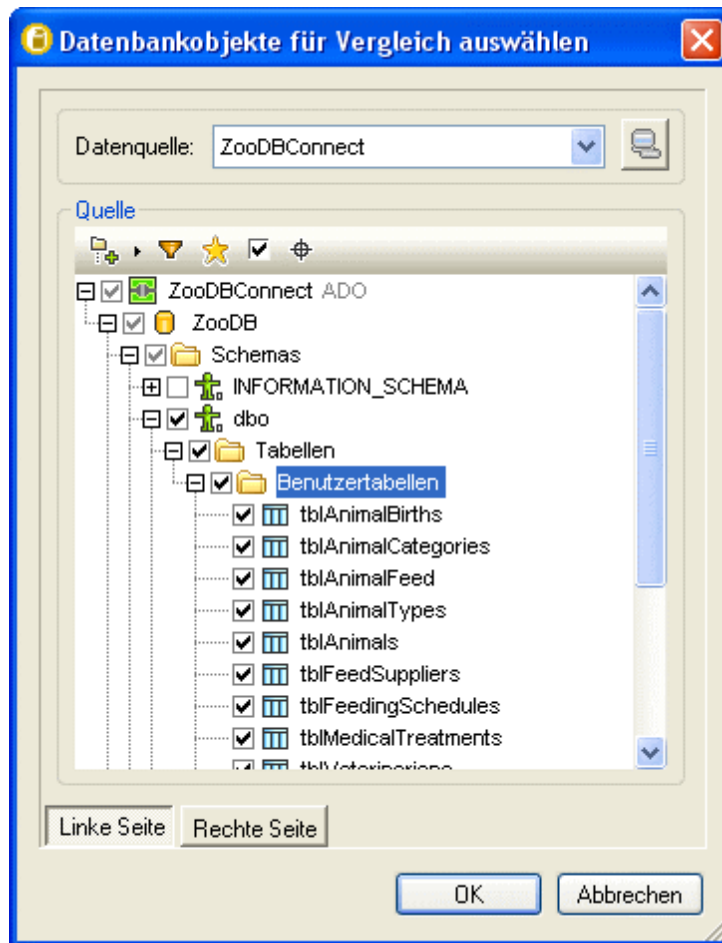 Datenbankobjekte für Vergleich auswählen
Datenquelle: ZooDBConnect
Quelle
ZooDBConnect ADO
ZooDB
Schemas
INFORMATION_SCHEMA
dbo
Tabellen
Benutzertabellen
tblAnimalBirths
tblAnimalCategories
tblAnimalFeed
tblAnimalTypes
tblAnimals
tblFeedSuppliers
tblFeedingSchedules
tblMedicalTreatments
Linke Seite Rechte Seite
OK Abbrechen